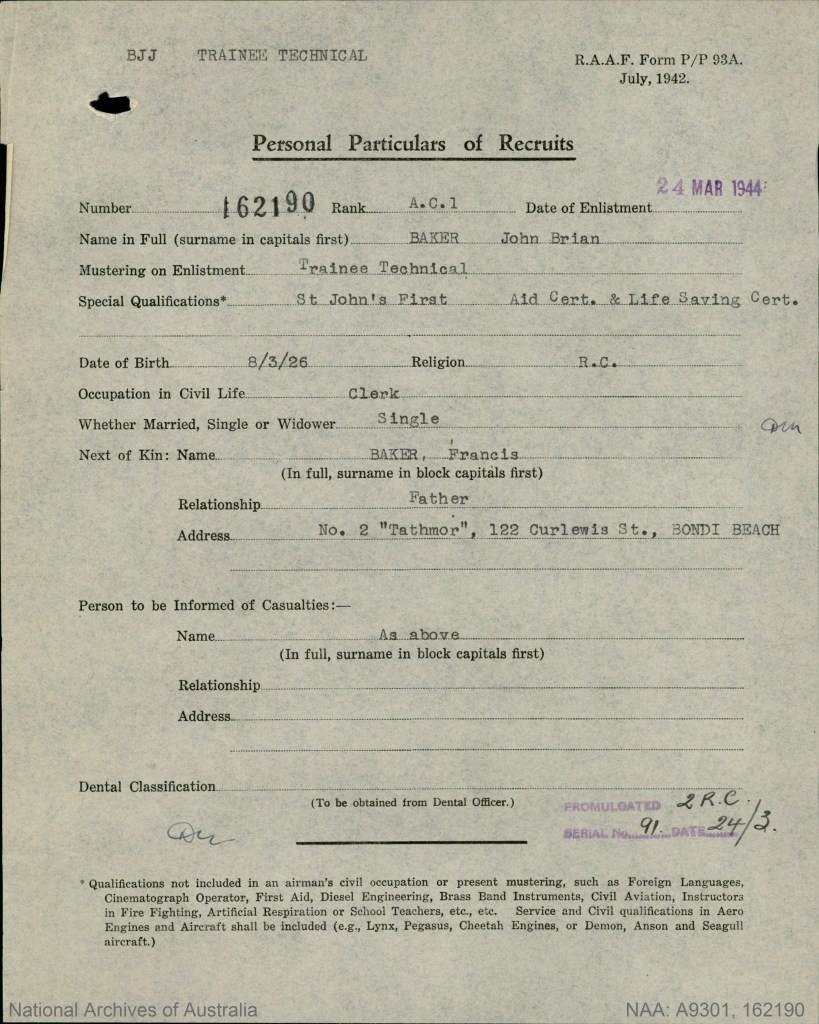 BJJ TRAINEE TECHNICAL
R.A.A.F. Form P/P 93A.
July, 1942.
Personal Particulars of Recruits
24 MAR 1944
Number 162190 Rank A.C.1 Date of Enlistment
Name in Full (surname in capitals first) BAKER John Brian
Mustering on Enlistment Trainee Technical
Special Qualifications* St John's First Aid Cert. & Life Saving Cert.
Date of Birth 8/3/26 Religion R.C.
Occupation in Civil Life Clerk
Whether Married, Single or Widower Single
Next of Kin: Name BAKER, Francis
(In full, surname in block capitals first)
Relationship Father
Address No. 2 "Tathmor", 122 Curlewis St., BONDI BEACH
Person to be Informed of Casualties:—
Name As above
(In full, surname in block capitals first)
Relationship
Address
Dental Classification
(To be obtained from Dental Officer.)
PROMULGATED 2 R.C.
SERIAL No. 91. DATE 24/3.
* Qualifications not included in an airman's civil occupation or present mustering, such as Foreign Languages,
Cinematograph Operator, First Aid, Diesel Engineering, Brass Band Instruments, Civil Aviation, Instructors
in Fire Fighting, Artificial Respiration or School Teachers, etc., etc. Service and Civil qualifications in Aero
Engines and Aircraft shall be included (e.g., Lynx, Pegasus, Cheetah Engines, or Demon, Anson and Seagull
aircraft.)
National Archives of Australia NAA: A9301, 162190